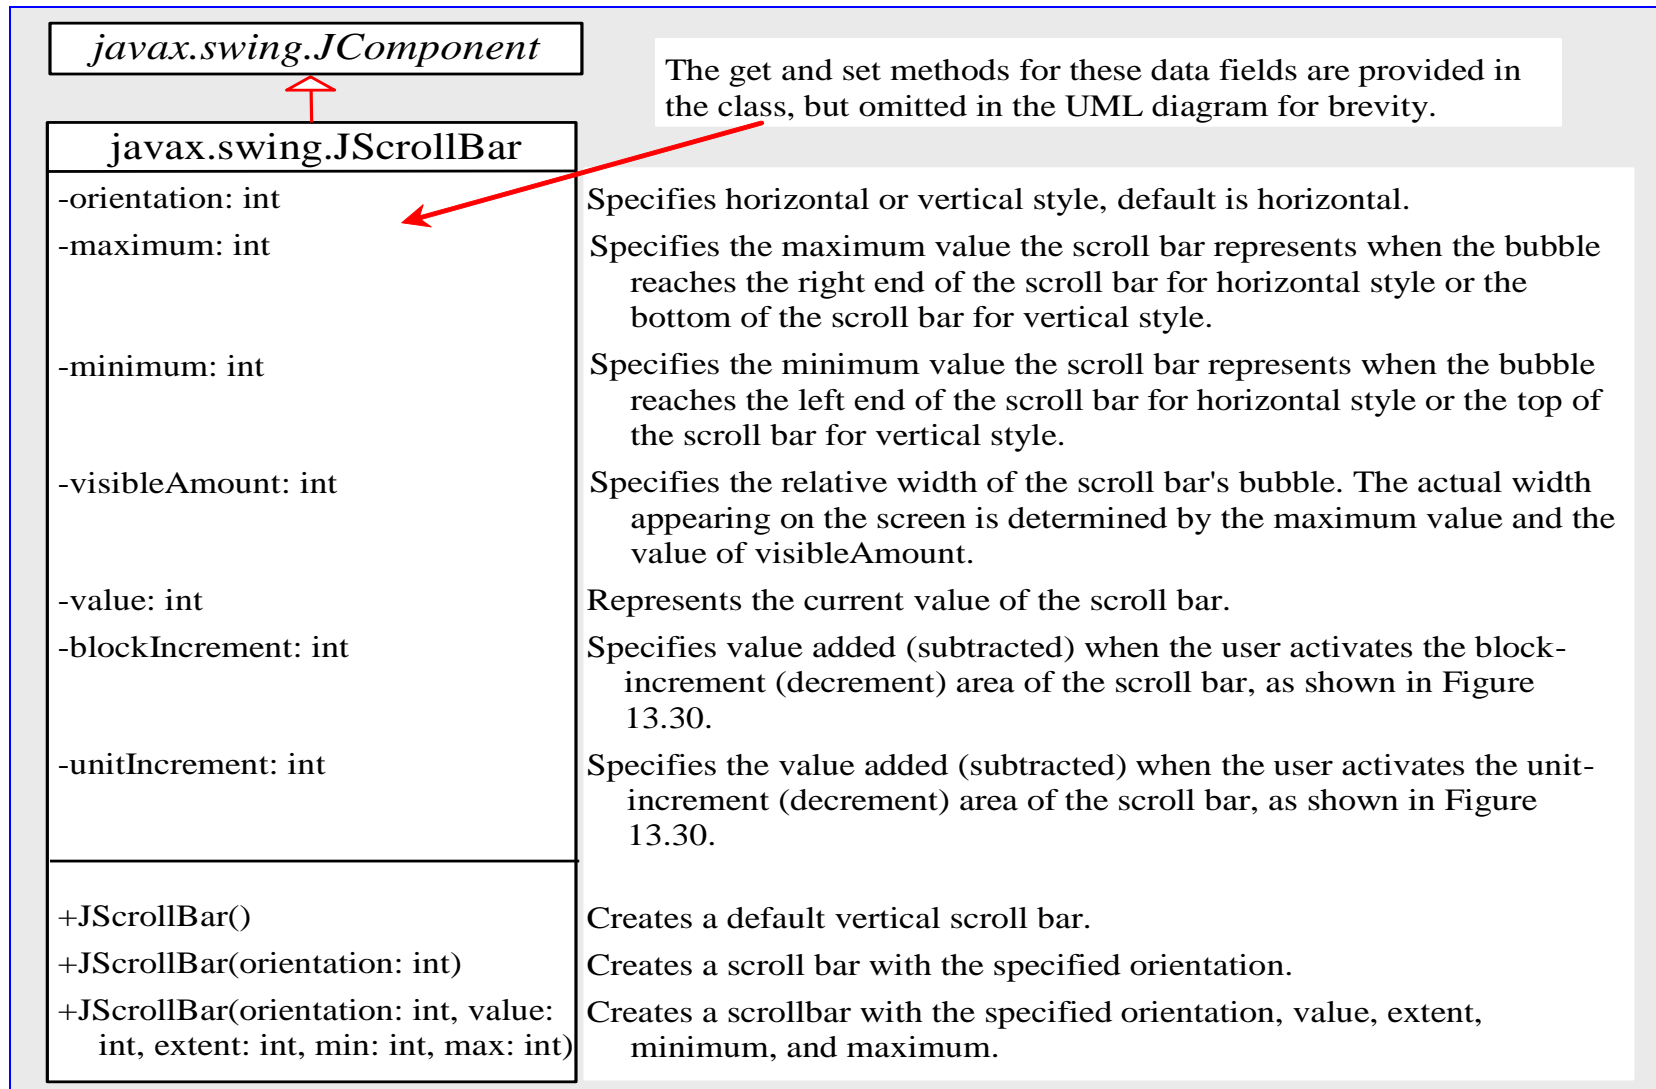 javax.swing.JComponent
The get and set methods for these data fields are provided in
the class, but omitted in the UML diagram for brevity.
javax.swing.JScrollBar
-orientation: int
Specifies horizontal or vertical style, default is horizontal.
-maximum: int
Specifies the maximum value the scroll bar represents when the bubble
reaches the right end of the scroll bar for horizontal style or the
bottom of the scroll bar for vertical style.
-minimum: int
Specifies the minimum value the scroll bar represents when the bubble
reaches the left end of the scroll bar for horizontal style or the top of
the scroll bar for vertical style.
-visibleAmount: int
Specifies the relative width of the scroll bar's bubble. The actual width
appearing on the screen is determined by the maximum value and the
value of visibleAmount.
-value: int
Represents the current value of the scroll bar.
-blockIncrement: int
Specifies value added (subtracted) when the user activates the block-
increment (decrement) area of the scroll bar, as shown in Figure
13.30.
-unitIncrement: int
Specifies the value added (subtracted) when the user activates the unit-
increment (decrement) area of the scroll bar, as shown in Figure
13.30.
+JScrollBar()
Creates a default vertical scroll bar.
+JScrollBar(orientation: int)
Creates a scroll bar with the specified orientation.
+JScrollBar(orientation: int, value:
int, extent: int, min: int, max: int)
Creates a scrollbar with the specified orientation, value, extent,
minimum, and maximum.